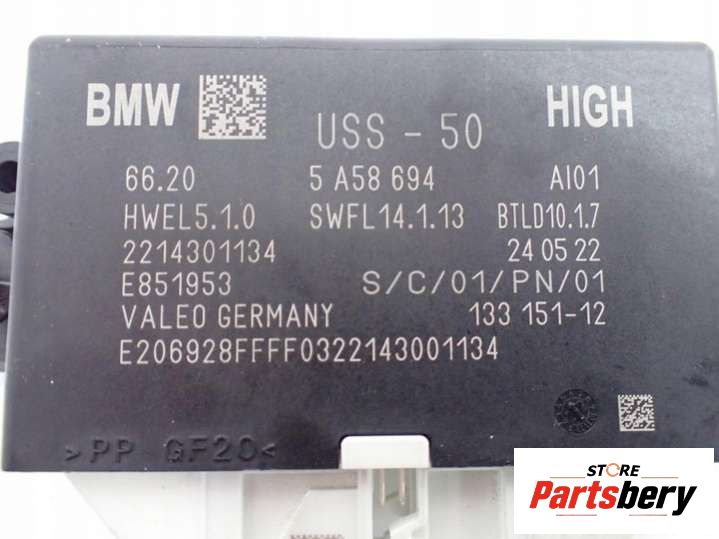 BMW USS - 50 HIGH
66.20 5 A58 694 AI01
HWEL5.1.0 SWFL14.1.13 BTLD10.1.7
2214301134 24 05 22
E851953 S/C/01/PN/01
VALEO GERMANY 133 151-12
E206928FFFF0322143001134
>PP GF20<
STORE
Partsbery